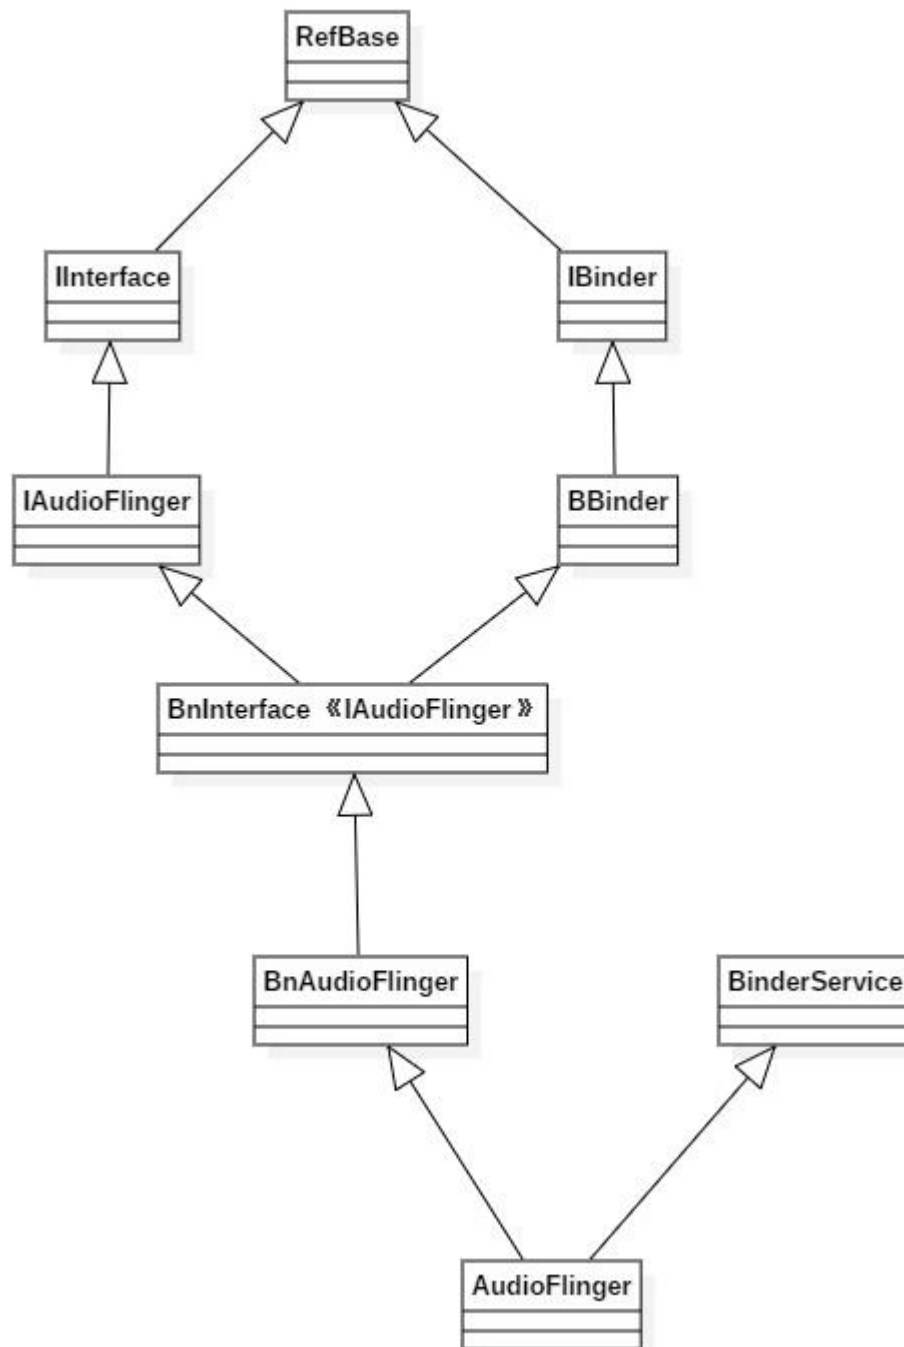 RefBase
IInterface
IBinder
IAudioFlinger
BBinder
BnInterface 《IAudioFlinger》
BnAudioFlinger
BinderService
AudioFlinger